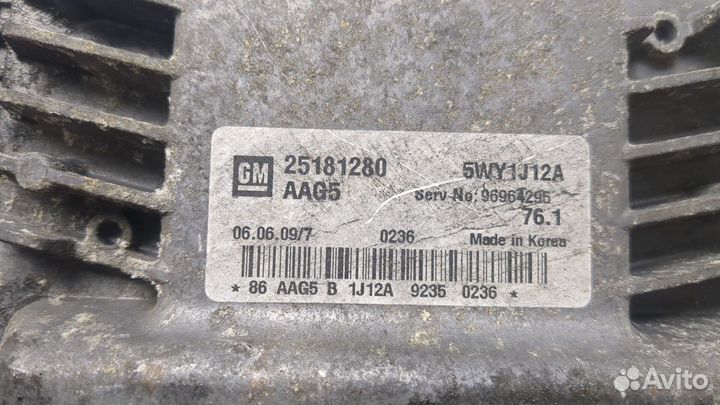 GM 25181280 5WY1J12A
AAG5 Serv-No: 96964295
76.1
06.06.09/7 0236 Made in Korea
* 86 AAG5 B 1J12A 9235 0236 *
Avito